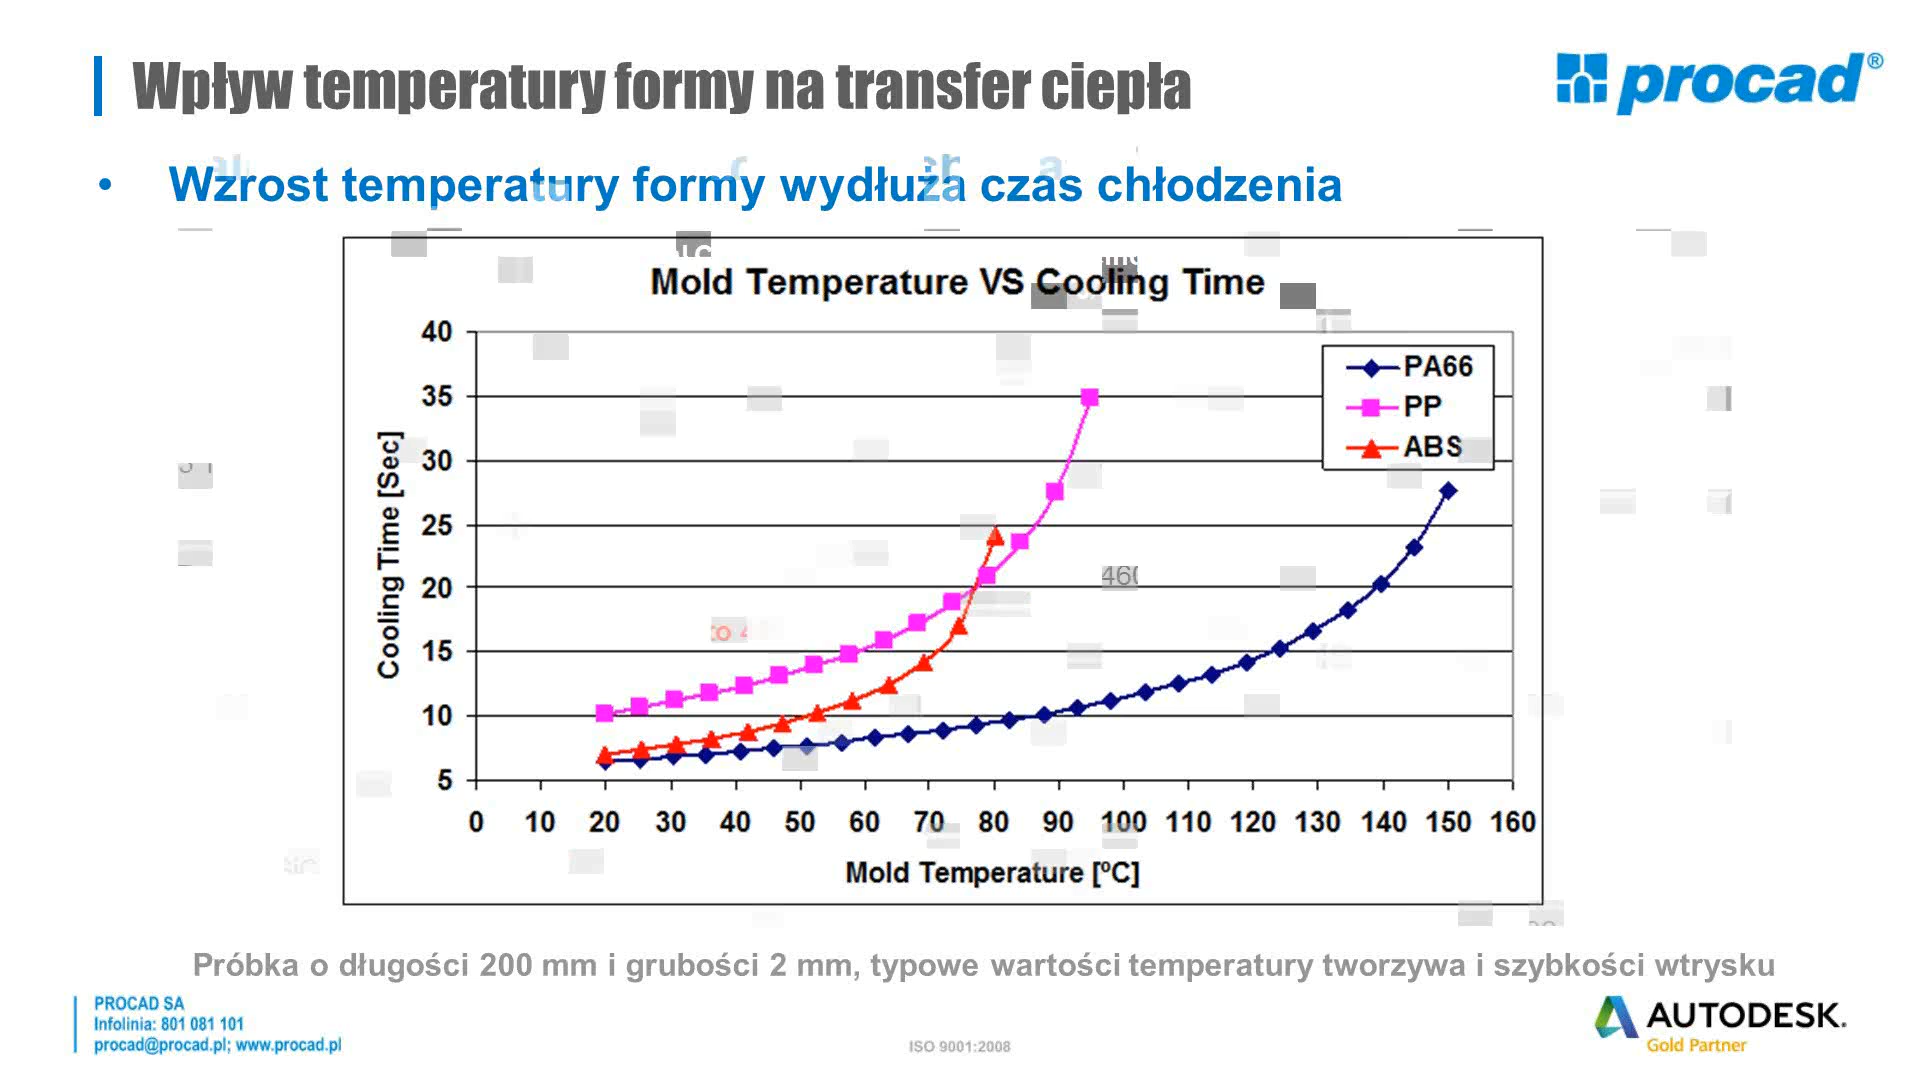 Wpływ temperatury formy na transfer ciepła
procad®
• Wzrost temperatury formy wydłuża czas chłodzenia
Mold Temperature VS Cooling Time
40
35
30
25
20
15
10
5
Cooling Time [Sec]
PA66
PP
ABS
0 10 20 30 40 50 60 70 80 90 100 110 120 130 140 150 160
Mold Temperature [ºC]
Próbka o długości 200 mm i grubości 2 mm, typowe wartości temperatury tworzywa i szybkości wtrysku
PROCAD SA
Infolinia: 801 081 101
procad@procad.pl; www.procad.pl
ISO 9001:2008
AUTODESK.
Gold Partner